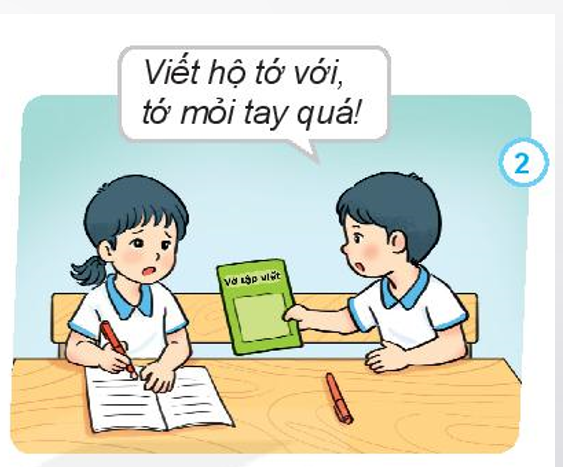 Viết hộ tớ với,
tớ mỏi tay quá!
2
Vở tập viết